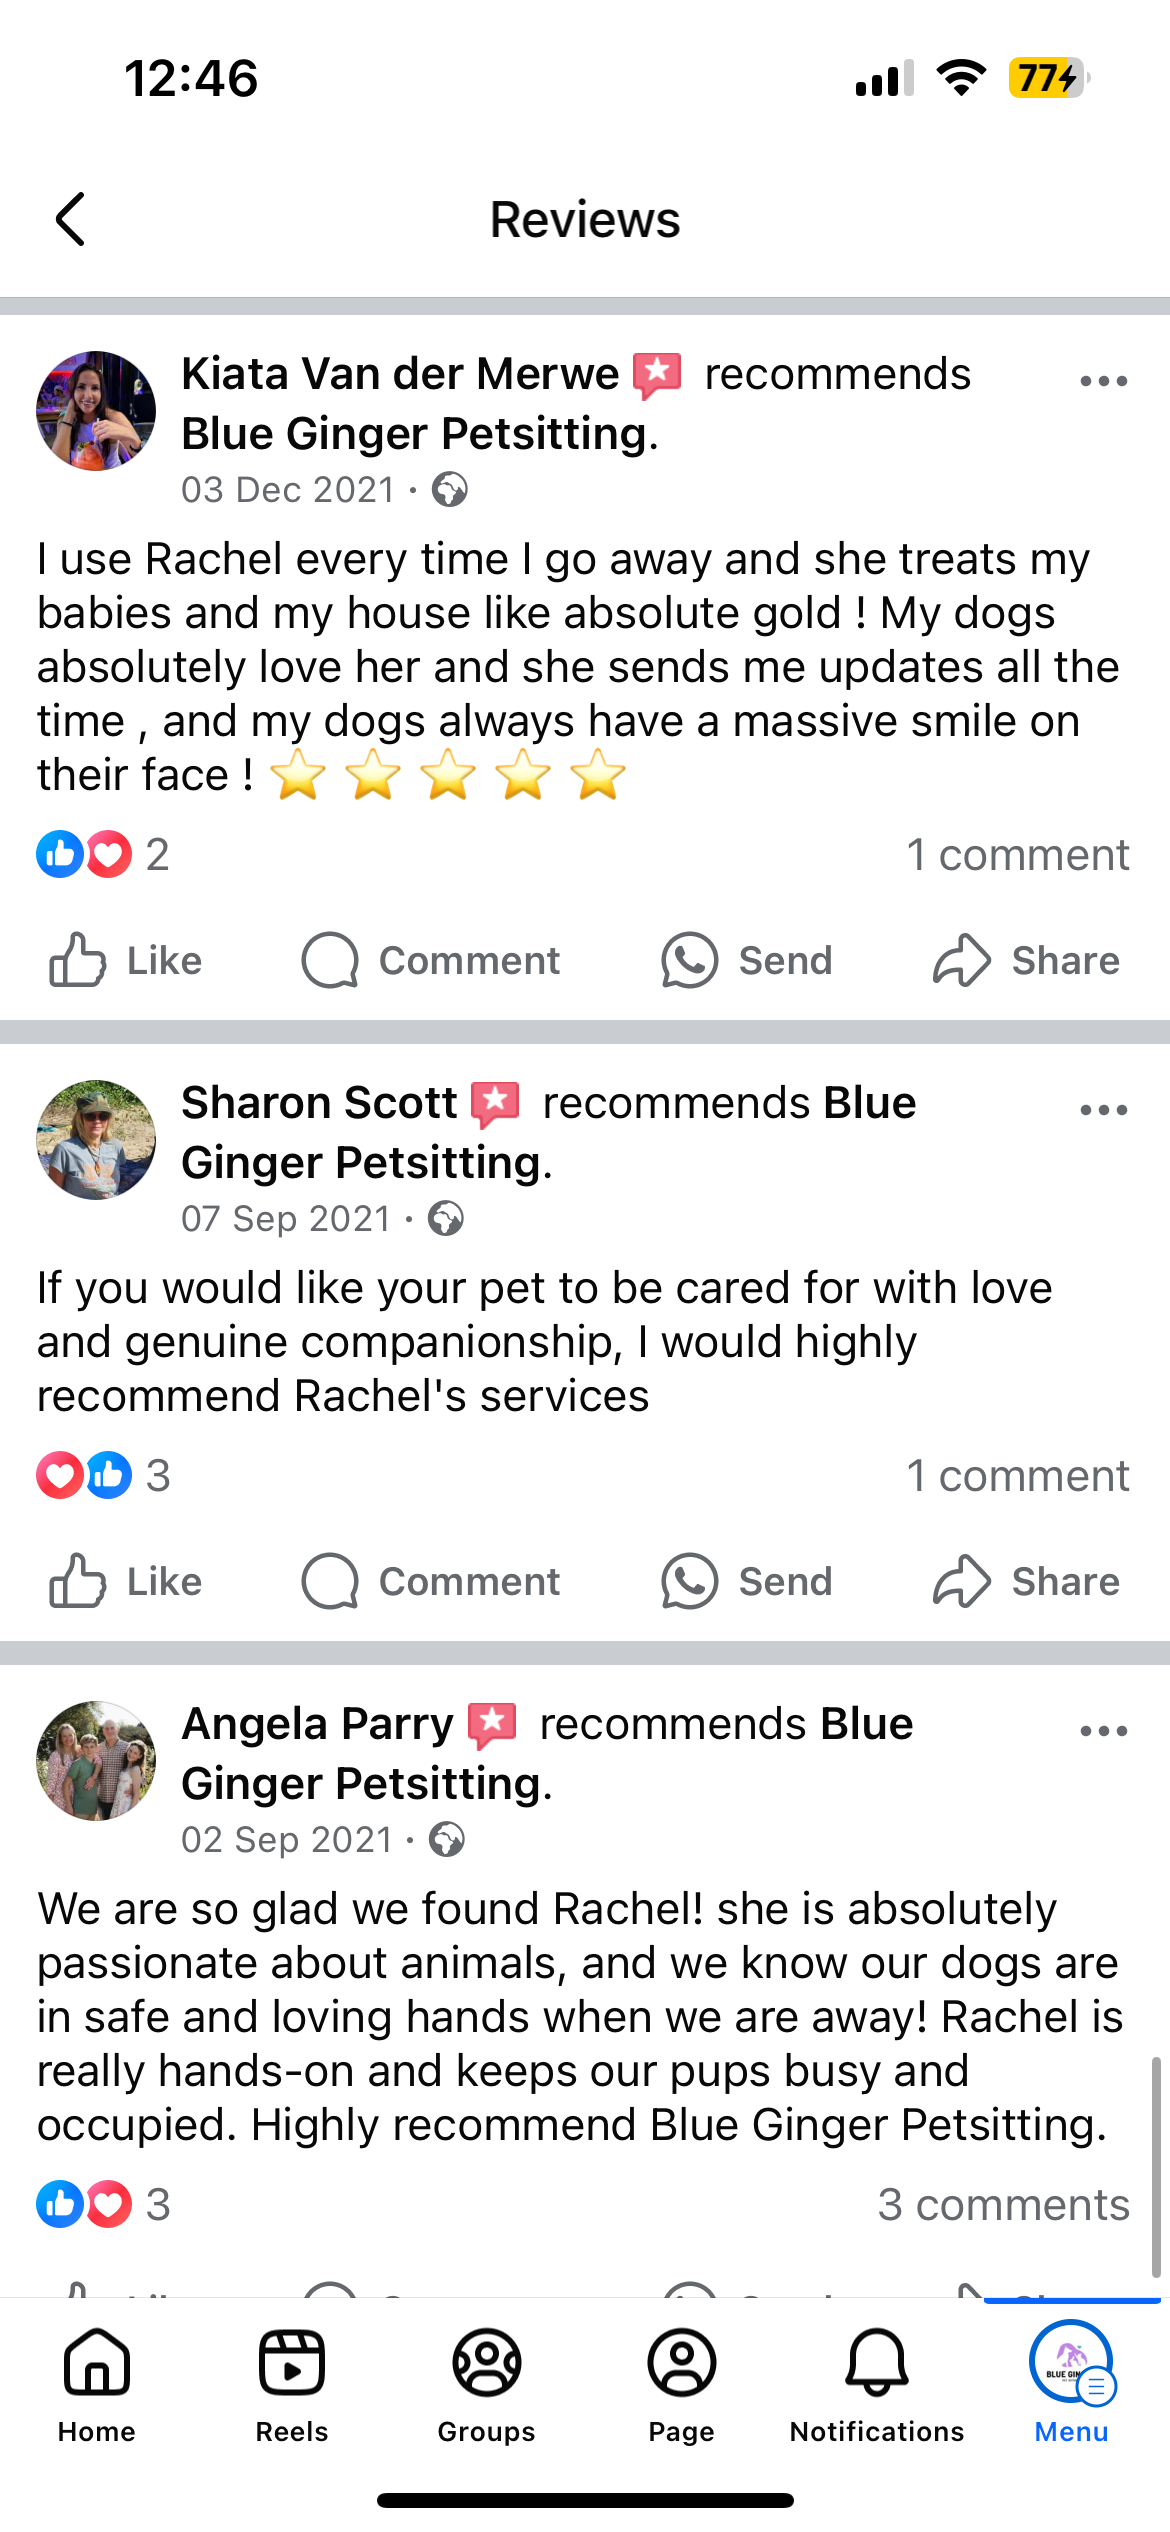 12:46
77
Reviews
Kiata Van der Merwe recommends
Blue Ginger Petsitting.
03 Dec 2021 ·
I use Rachel every time I go away and she treats my
babies and my house like absolute gold ! My dogs
absolutely love her and she sends me updates all the
time , and my dogs always have a massive smile on
their face ! ⭐ ⭐ ⭐ ⭐ ⭐
2 1 comment
Like Comment Send Share
Sharon Scott recommends Blue
Ginger Petsitting.
07 Sep 2021 ·
If you would like your pet to be cared for with love
and genuine companionship, I would highly
recommend Rachel's services
3 1 comment
Like Comment Send Share
Angela Parry recommends Blue
Ginger Petsitting.
02 Sep 2021 ·
We are so glad we found Rachel! she is absolutely
passionate about animals, and we know our dogs are
in safe and loving hands when we are away! Rachel is
really hands-on and keeps our pups busy and
occupied. Highly recommend Blue Ginger Petsitting.
3 3 comments
BLUE GIN
Home Reels Groups Page Notifications Menu